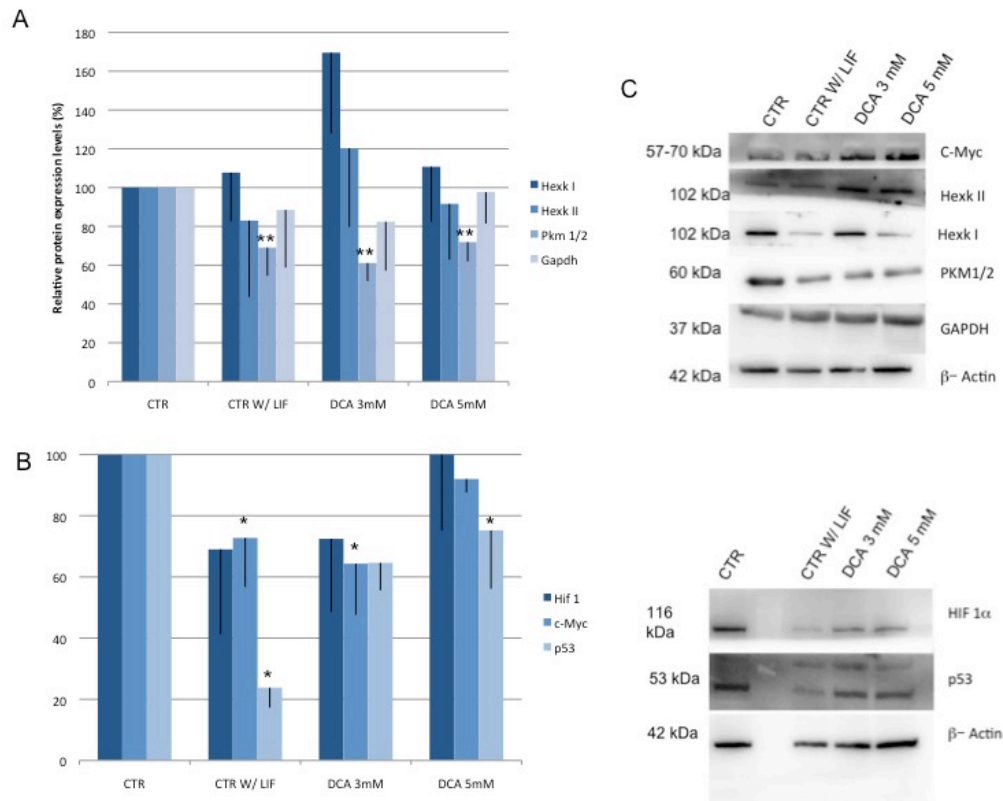 A
Relative protein expression levels (%)
180
160
140
120
100
80
60
40
20
0
** ** **
CTR CTR W/ LIF DCA 3mM DCA 5mM
Hexk I
Hexk II
Pkm 1/2
Gapdh
B
100
80
60
40
20
0
* * * *
CTR CTR W/ LIF DCA 3mM DCA 5mM
Hif 1
c-Myc
p53
C
CTR CTR W/ LIF DCA 3 mM DCA 5 mM
57-70 kDa C-Myc
102 kDa Hexk II
102 kDa Hexk I
60 kDa PKM1/2
37 kDa GAPDH
42 kDa β- Actin
CTR CTR W/ LIF DCA 3 mM DCA 5 mM
116
kDa HIF 1α
53 kDa p53
42 kDa β- Actin